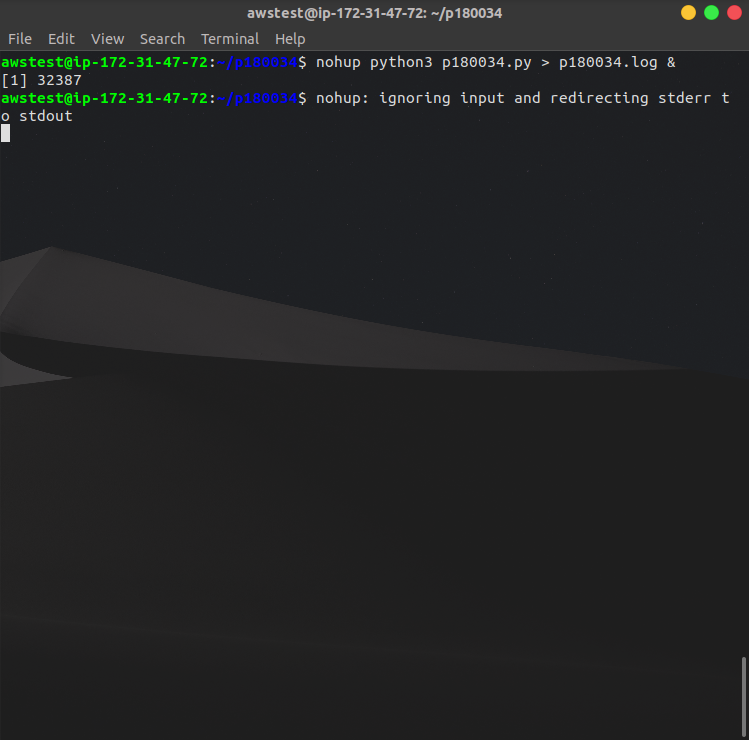 awstest@ip-172-31-47-72: ~/p180034
File Edit View Search Terminal Help
awstest@ip-172-31-47-72:~/p180034$ nohup python3 p180034.py > p180034.log &
[1] 32387
awstest@ip-172-31-47-72:~/p180034$ nohup: ignoring input and redirecting stderr t
o stdout